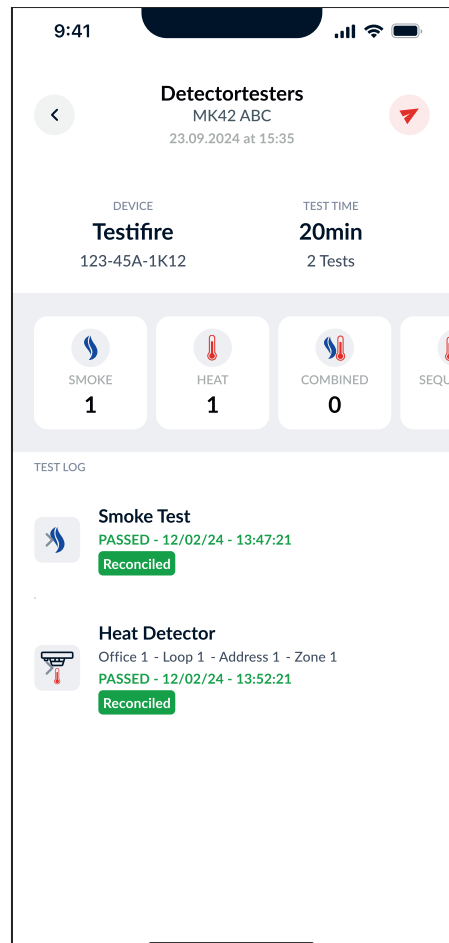 9:41
Detectortesters
MK42 ABC
23.09.2024 at 15:35
DEVICE
Testifire
123-45A-1K12
TEST TIME
20min
2 Tests
SMOKE
1
HEAT
1
COMBINED
0
SEQU
TEST LOG
Smoke Test
PASSED - 12/02/24 - 13:47:21
Reconciled
Heat Detector
Office 1 - Loop 1 - Address 1 - Zone 1
PASSED - 12/02/24 - 13:52:21
Reconciled